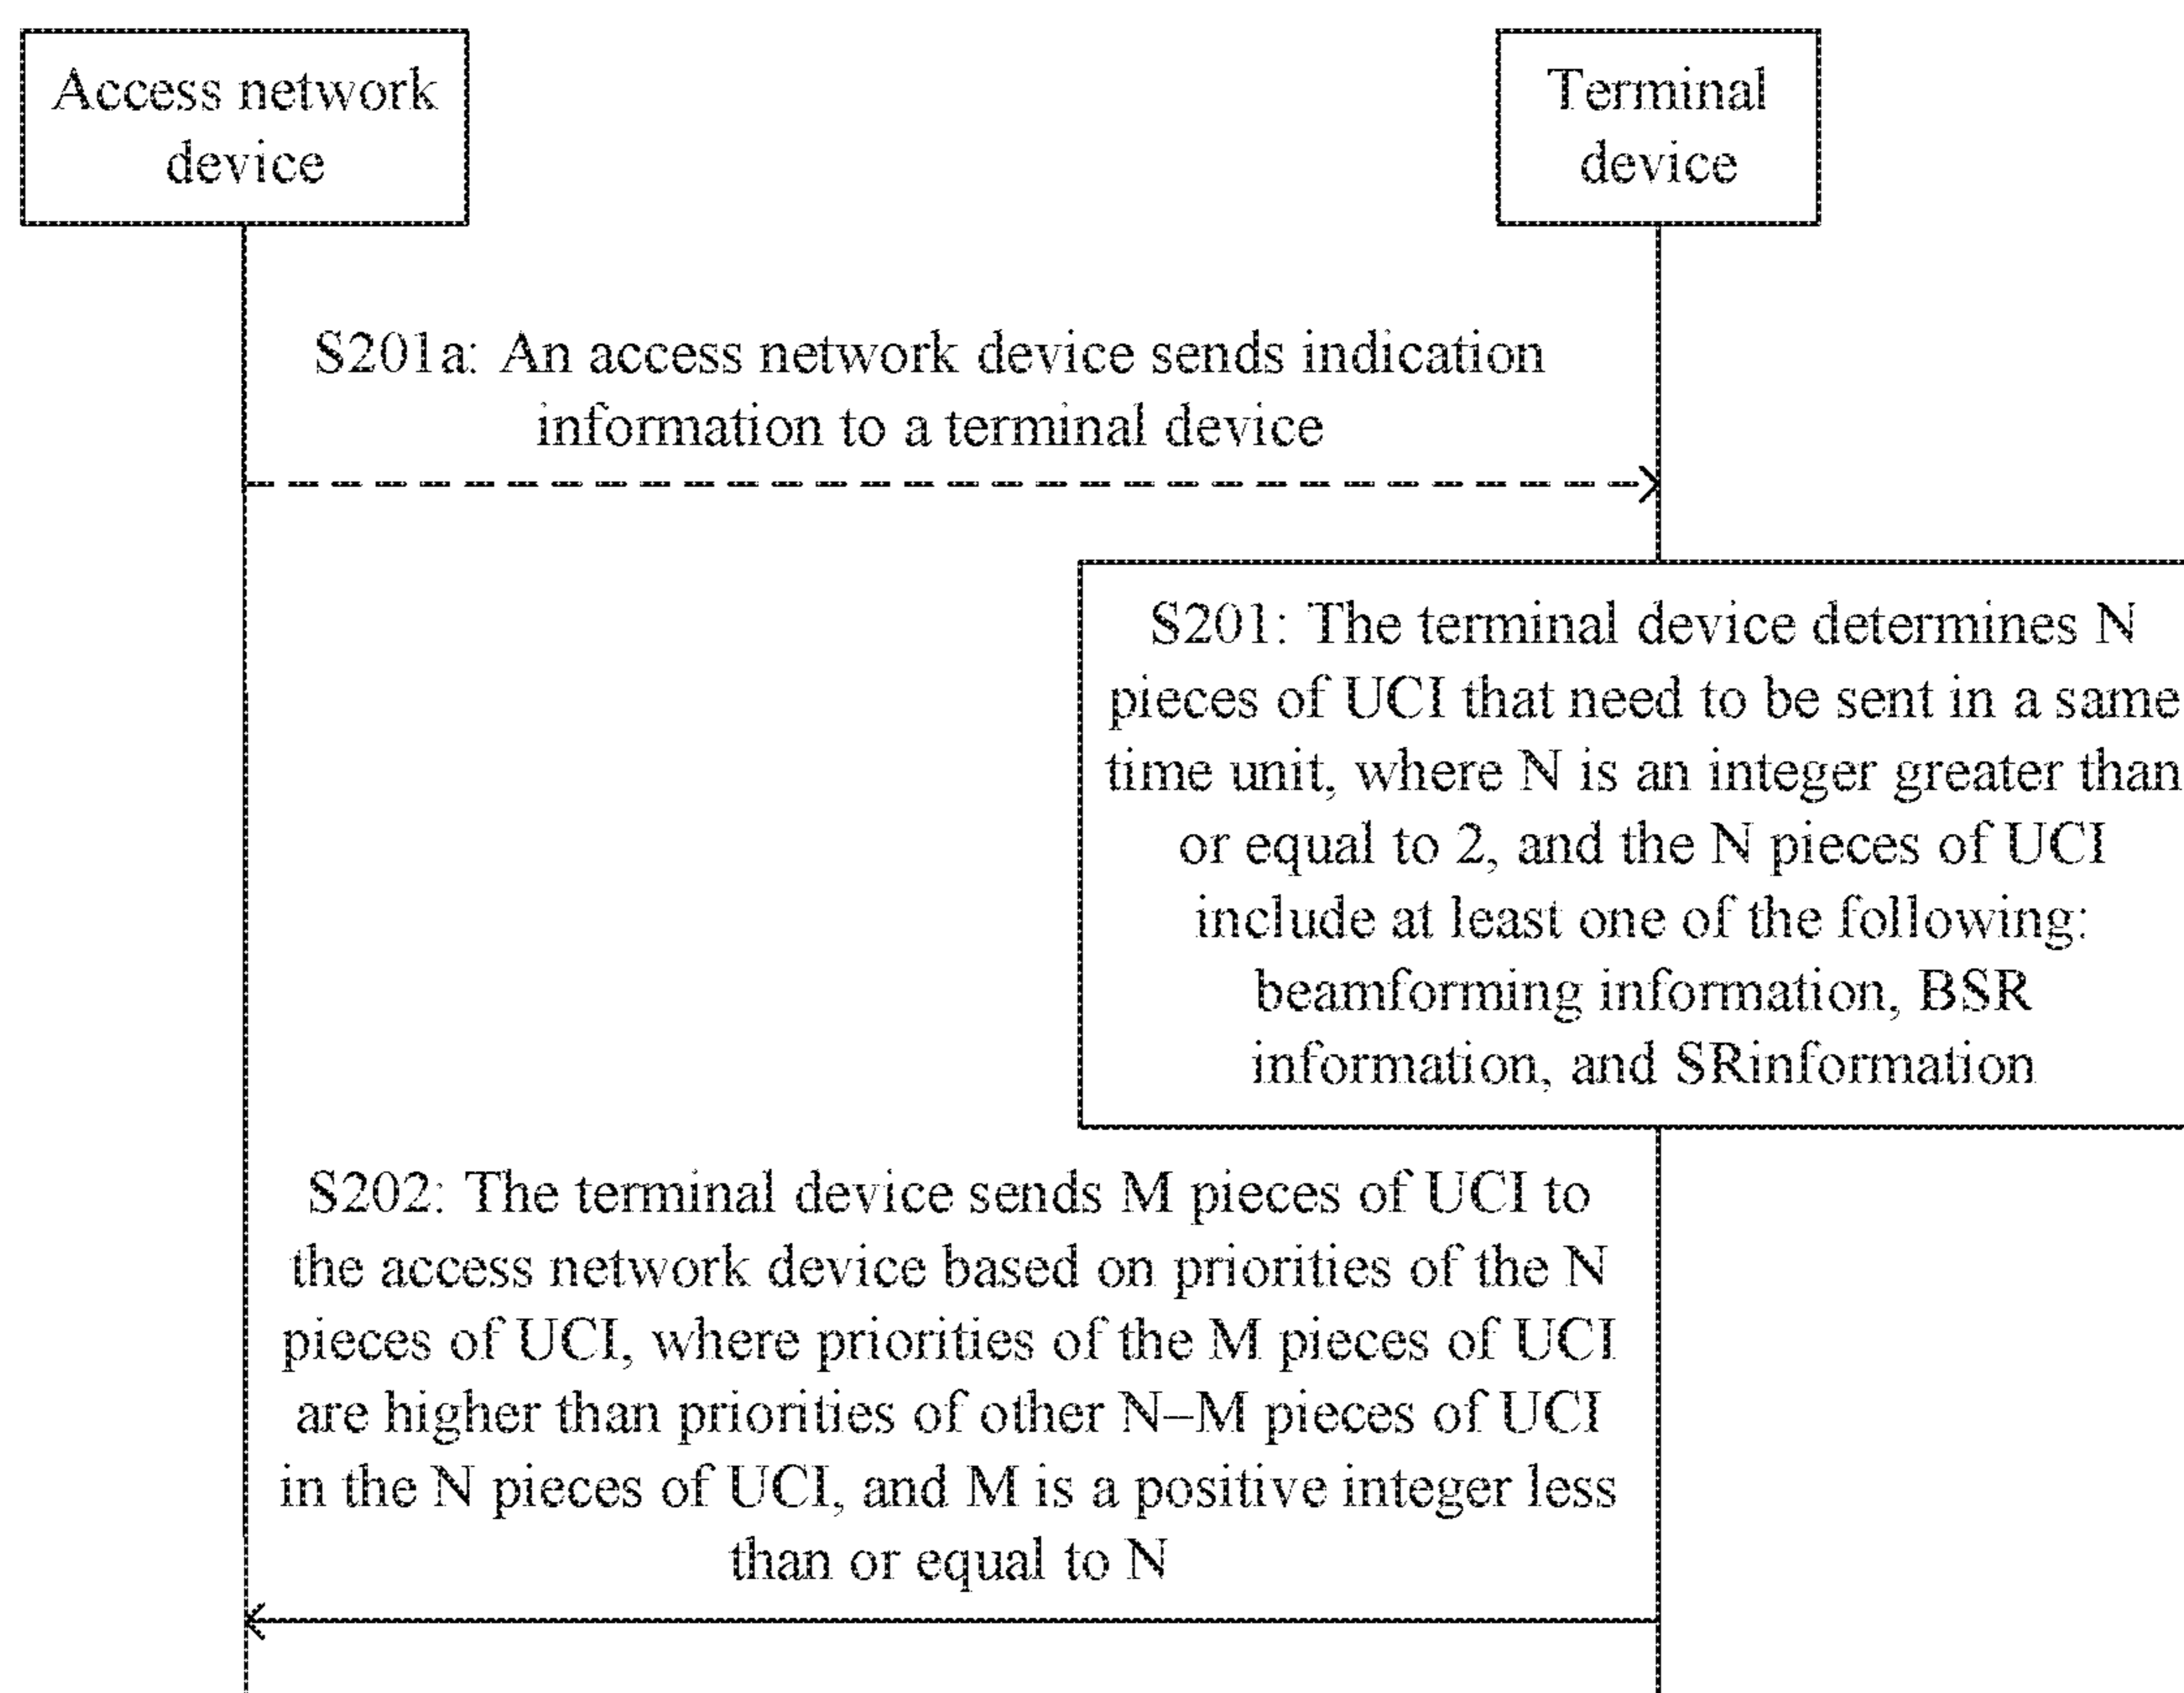 Access network
device
Terminal
device
S201a: An access network device sends indication
information to a terminal device
S201: The terminal device determines N
pieces of UCI that need to be sent in a same
time unit, where N is an integer greater than
or equal to 2, and the N pieces of UCI
include at least one of the following:
beamforming information, BSR
information, and SRinformation
S202: The terminal device sends M pieces of UCI to
the access network device based on priorities of the N
pieces of UCI, where priorities of the M pieces of UCI
are higher than priorities of other N–M pieces of UCI
in the N pieces of UCI, and M is a positive integer less
than or equal to N